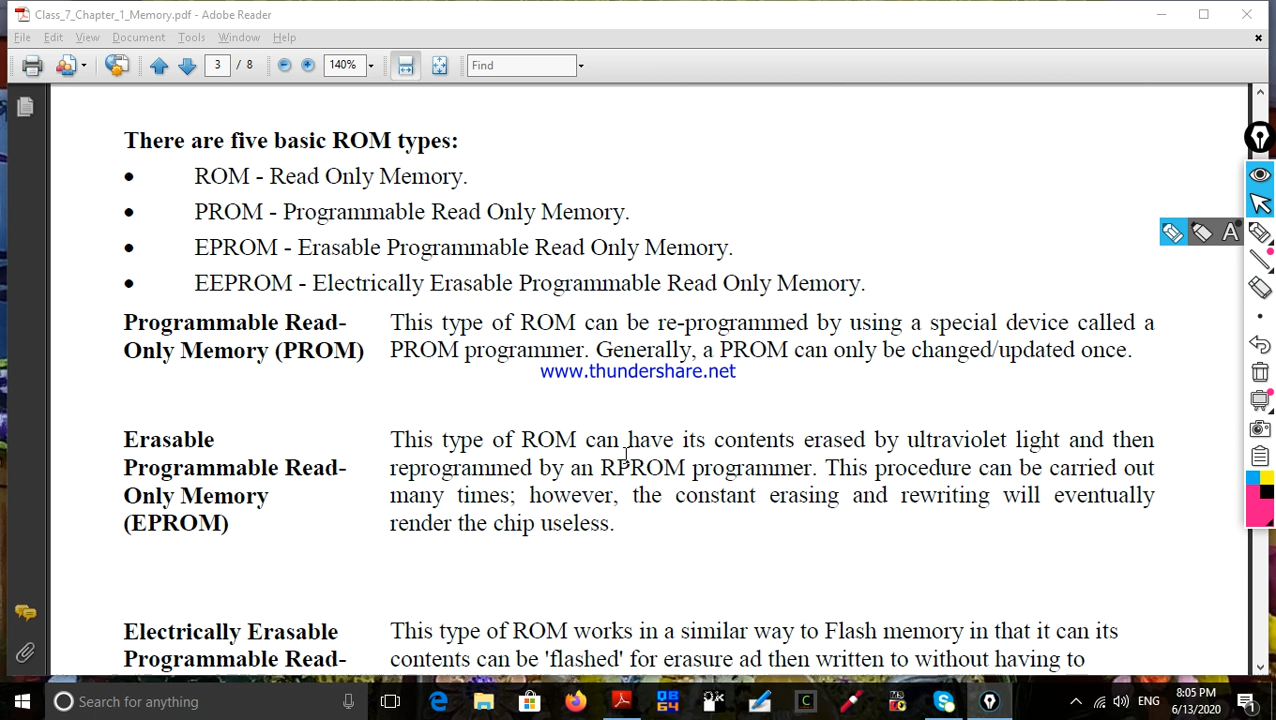 Class_7_Chapter_1_Memory.pdf - Adobe Reader
File Edit View Document Tools Window Help
3 / 8 140% Find
There are five basic ROM types:
• ROM - Read Only Memory.
• PROM - Programmable Read Only Memory.
• EPROM - Erasable Programmable Read Only Memory.
• EEPROM - Electrically Erasable Programmable Read Only Memory.
Programmable Read-
Only Memory (PROM)
This type of ROM can be re-programmed by using a special device called a
PROM programmer. Generally, a PROM can only be changed/updated once.
www.thundershare.net
Erasable
Programmable Read-
Only Memory
(EPROM)
This type of ROM can have its contents erased by ultraviolet light and then
reprogrammed by an RPROM programmer. This procedure can be carried out
many times; however, the constant erasing and rewriting will eventually
render the chip useless.
Electrically Erasable
Programmable Read-
This type of ROM works in a similar way to Flash memory in that it can its
contents can be 'flashed' for erasure ad then written to without having to
A
Search for anything
QB
64
C
ENG
8:05 PM
6/13/2020
1